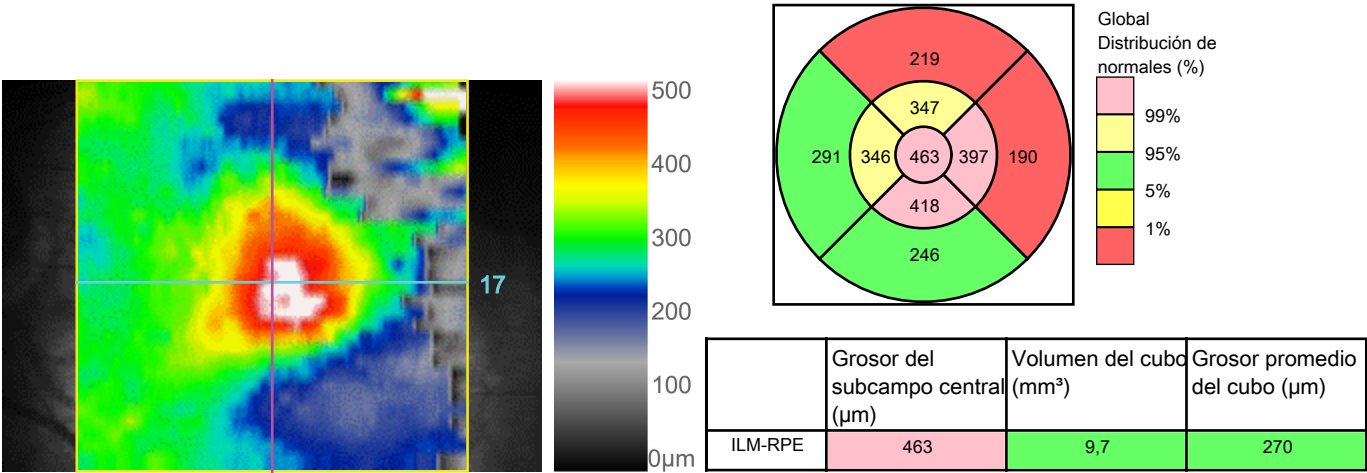 500
400
300
200
100
0µm
17
219
347
291
346
463
397
190
418
246
Global
Distribución de
normales (%)
99%
95%
5%
1%
Grosor del
subcampo central
(µm)
Volumen del cubo
(mm³)
Grosor promedio
del cubo (µm)
ILM-RPE
463
9,7
270